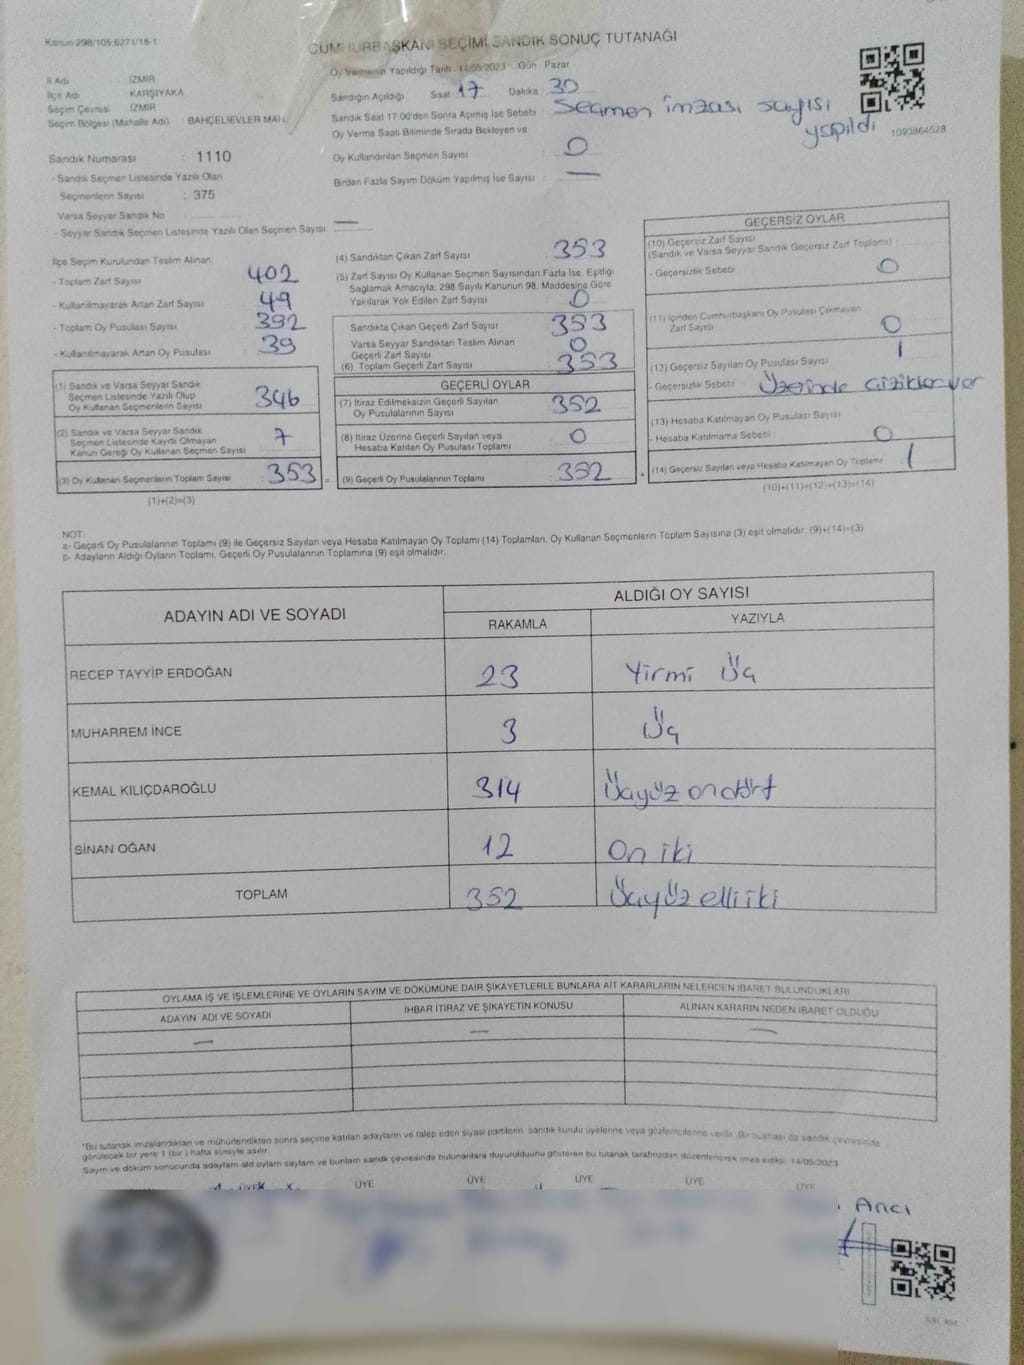 Kanun:298/105;6271/18-1
CUMHURBAŞKANI SEÇİMİ SANDIK SONUÇ TUTANAĞI
İl Adı : İZMİR
İlçe Adı : KARŞIYAKA
Seçim Çevresi : İZMİR
Seçim Bölgesi (Mahalle Adı) : BAHÇELİEVLER MAH.
Sandık Numarası : 1110
- Sandık Seçmen Listesinde Yazılı Olan
Seçmenlerin Sayısı : 375
Varsa Seyyar Sandık No
- Seyyar Sandık Seçmen Listesinde Yazılı Olan Seçmen Sayısı: —
Oy Vermenin Yapıldığı Tarih : 14/05/2023 Gün : Pazar
Sandığın Açıldığı Saat 17 Dakika : 30
Sandık Saat 17:00'den Sonra Açımış İse Sebebi : Seçmen imzası sayısı
yapıldı
Oy Verme Saati Bitiminde Sırada Bekleyen ve
Oy Kullandırılan Seçmen Sayısı : 0
Birden Fazla Sayım Döküm Yapılmış İse Sayısı : —
1093864528
İlçe Seçim Kurulundan Teslim Alınan;
- Toplam Zarf Sayısı : 402
- Kullanılmayarak Artan Zarf Sayısı : 49
- Toplam Oy Pusulası Sayısı : 392
- Kullanılmayarak Artan Oy Pusulası : 39
(1) Sandık ve Varsa Seyyar Sandık
Seçmen Listesinde Yazılı Olup
Oy Kullanan Seçmenlerin Sayısı : 346
(2) Sandık ve Varsa Seyyar Sandık
Seçmen Listesinde Kayıtlı Olmayan
Kanun Gereği Oy Kullanan Seçmen Sayısı : 7
(3) Oy Kullanan Seçmenlerin Toplam Sayısı : 353 =
(1)+(2)=(3)
(4) Sandıktan Çıkan Zarf Sayısı : 353
(5) Zarf Sayısı Oy Kullanan Seçmen Sayısından Fazla İse, Eşitliği
Sağlamak Amacıyla; 298 Sayılı Kanunun 98. Maddesine Göre
Yakılarak Yok Edilen Zarf Sayısı : 0
Sandıkta Çıkan Geçerli Zarf Sayısı : 353
Varsa Seyyar Sandıktan Teslim Alınan
Geçerli Zarf Sayısı : 0
(6) Toplam Geçerli Zarf Sayısı : 353
GEÇERLİ OYLAR
(7) İtiraz Edilmeksizin Geçerli Sayılan
Oy Pusulalarının Sayısı : 352
(8) İtiraz Üzerine Geçerli Sayılan veya
Hesaba Katılan Oy Pusulası Toplamı : 0
(9) Geçerli Oy Pusulalarının Toplamı : 352 +
GEÇERSİZ OYLAR
(10) Geçersiz Zarf Sayısı
(Sandık ve Varsa Seyyar Sandık Geçersiz Zarf Toplamı)
- Geçersizlik Sebebi : 0
(11) İçinden Cumhurbaşkanı Oy Pusulası Çıkmayan
Zarf Sayısı : 0
(12) Geçersiz Sayılan Oy Pusulası Sayısı : 1
- Geçersizlik Sebebi : Üzerinde çizikler var
(13) Hesaba Katılmayan Oy Pusulası Sayısı
- Hesaba Katılmama Sebebi : 0
(14) Geçersiz Sayılan veya Hesaba Katılmayan Oy Toplamı : 1
(10)+(11)+(12)+(13)=(14)
NOT:
a- Geçerli Oy Pusulalarının Toplamı (9) ile Geçersiz Sayılan veya Hesaba Katılmayan Oy Toplamı (14) Toplamları, Oy Kullanan Seçmenlerin Toplam Sayısına (3) eşit olmalıdır. (9)+(14)=(3)
b- Adayların Aldığı Oyların Toplamı, Geçerli Oy Pusulalarının Toplamına (9) eşit olmalıdır.
ADAYIN ADI VE SOYADI
ALDIĞI OY SAYISI
RAKAMLA YAZIYLA
RECEP TAYYİP ERDOĞAN 23 Yirmi Üç
MUHARREM İNCE 3 Üç
KEMAL KILIÇDAROĞLU 314 Üçyüz ondört
SİNAN OĞAN 12 On iki
TOPLAM 352 Üçyüz elli iki
OYLAMA İŞ VE İŞLEMLERİNE VE OYLARIN SAYIM VE DÖKÜMÜNE DAİR ŞİKAYETLERLE BUNLARA AİT KARARLARIN NELERDEN İBARET BULUNDUKLARI
ADAYIN ADI VE SOYADI İHBAR İTİRAZ VE ŞİKAYETİN KONUSU ALINAN KARARIN NEDEN İBARET OLDUĞU
— — —
"Bu tutanak imzalandıktan ve mühürlendikten sonra seçime katılan adayların ve talep eden siyasi partilerin sandık kurulu üyelerine veya gözlemcilerine verilir. Bir nüshası da sandık çevresinde
görülecek bir yere 1 (bir) hafta süreyle asılır.
Sayım ve döküm sonucunda adayların aldı oyların sayların ve bunların sandık çevresinde bulunanlara duyurulduunu gösteren bu tutanak tarafınızdan düzenlenerek imza edildi. 14/05/2023
ÜYE ÜYE ÜYE ÜYE ÜYE
Arıcı